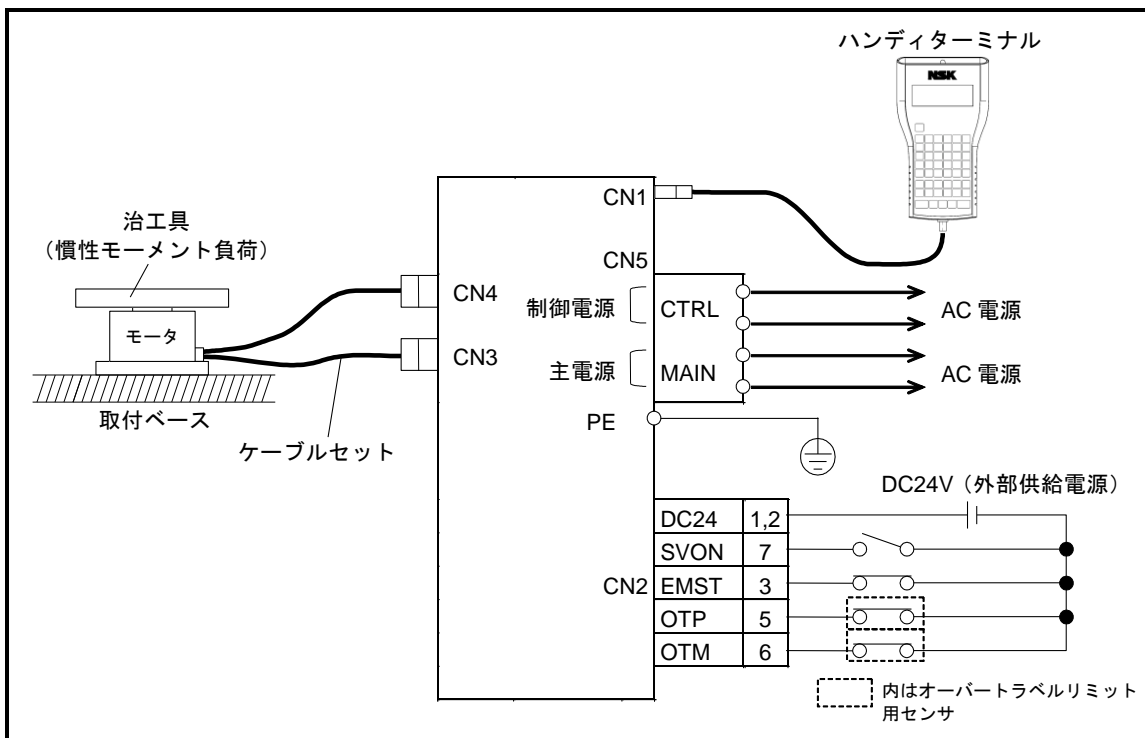 ハンディターミナル
NSK
治工具
（慣性モーメント負荷）
モータ
取付ベース
ケーブルセット
CN4
CN3
CN1
CN5
制御電源
CTRL
AC 電源
主電源
MAIN
AC 電源
PE
DC24V（外部供給電源）
CN2
DC24 1,2
SVON 7
EMST 3
OTP 5
OTM 6
内はオーバートラベルリミット
用センサ